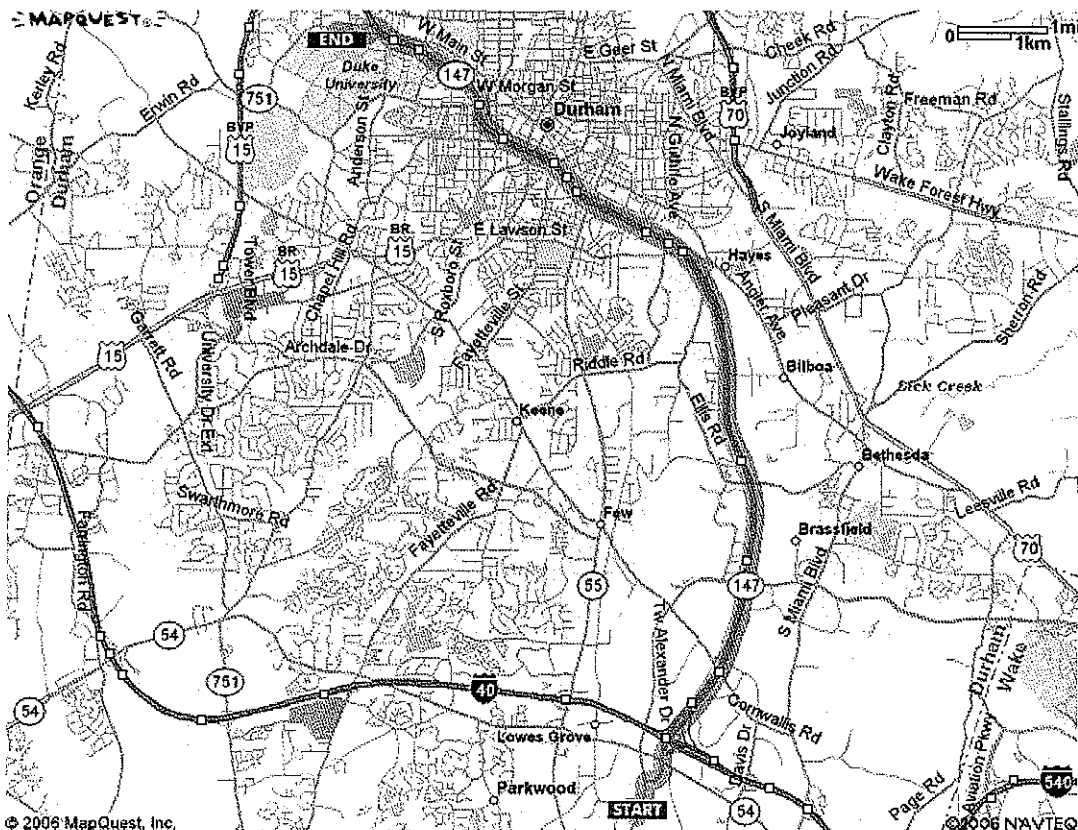 MAPQUEST
0 1mi
1km
END
W Main St
E Geer St
Cheek Rd
Junction Rd
N Miami Blvd
Kerley Rd
Erwin Rd
751
Duke
University
147
W Morgan St
Durham
BYP
70
Joyland
Clayton Rd
Freeman Rd
Stallings Rd
Orange
Durham
BYP
15
Anderson St
N Guthrie Ave
Wake Forest Hwy
Tower Blvd
BR
15
Chapel Hill Rd
BR
15
S Roxboro St
E Lawson St
Hayes
Angier Ave
S Miami Blvd
Pleasant Dr
Sherron Rd
15
Garrett Rd
University Dr Ext
Archdale Dr
Fayetteville St
Riddle Rd
Bilboa
Lick Creek
Keene
Ellis Rd
Bethesda
Leesville Rd
Swarthmore Rd
Fayetteville Rd
Few
Brassfield
70
Farrington Rd
54
55
147
S Miami Blvd
Tw Alexander Dr
Durham
Wake
54
751
40
Cornwallis Rd
Lowes Grove
Davis Dr
Parkwood
START
54
Page Rd
Aviation Pkwy
540
© 2006 MapQuest, Inc.
©2006 NAVTEQ